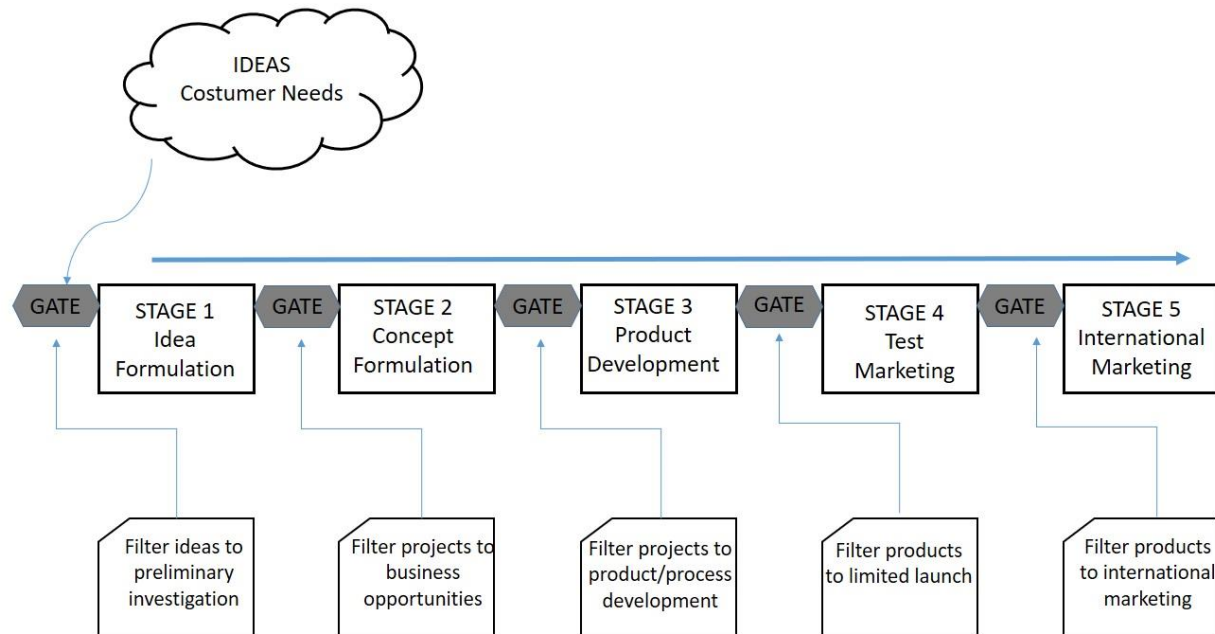 IDEAS
Costumer Needs
GATE
STAGE 1
Idea
Formulation
GATE
STAGE 2
Concept
Formulation
GATE
STAGE 3
Product
Development
GATE
STAGE 4
Test
Marketing
GATE
STAGE 5
International
Marketing
Filter ideas to
preliminary
investigation
Filter projects to
business
opportunities
Filter projects to
product/process
development
Filter products
to limited launch
Filter products
to international
marketing